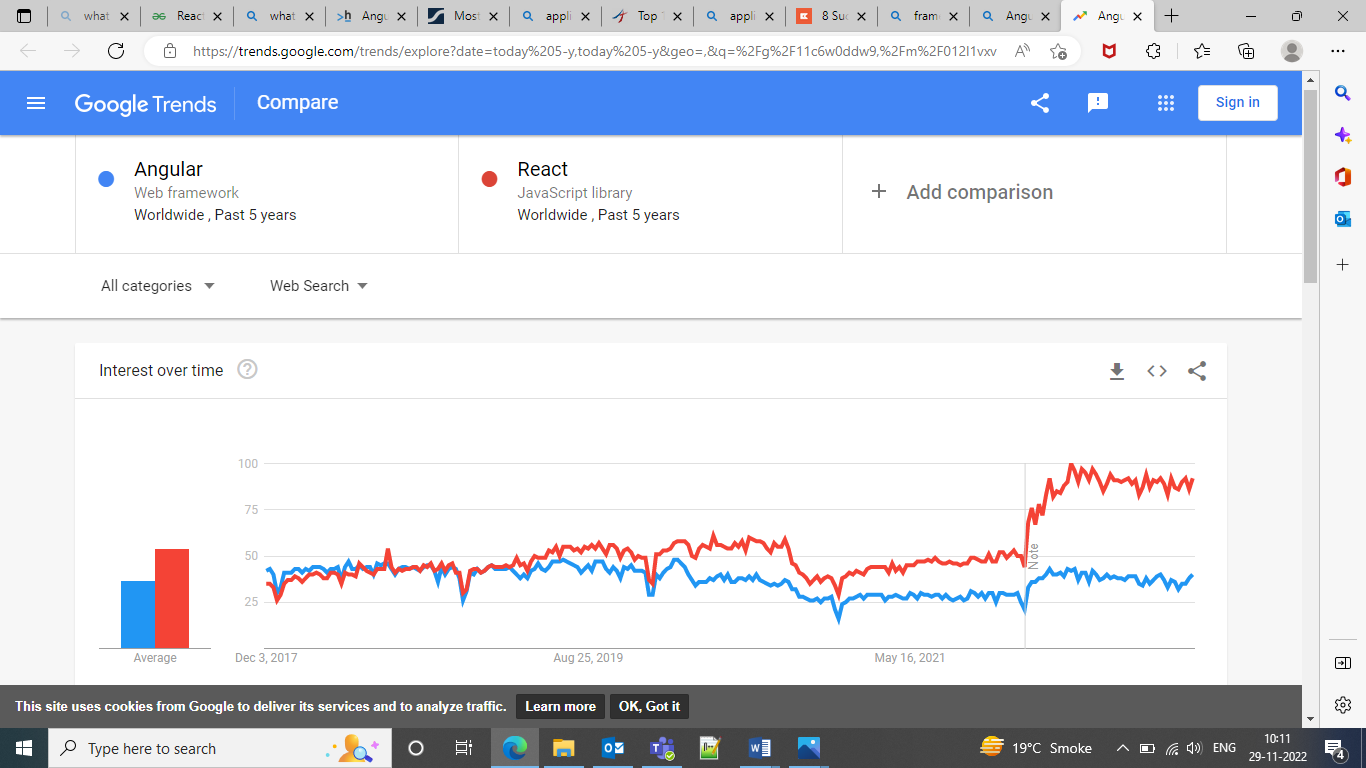 what
Reac
what
Angu
Most
appli
Top
appli
8 Suc
frame
Angu
Angu
https://trends.google.com/trends/explore?date=today%205-y,today%205-y&geo=,&q=%2Fg%2F11c6w0ddw9,%2Fm%2F012l1vxv
Google Trends
Compare
Sign in
Angular
Web framework
Worldwide , Past 5 years
React
JavaScript library
Worldwide , Past 5 years
+ Add comparison
All categories
Web Search
Interest over time
100
75
50
25
Note
Average
Dec 3, 2017
Aug 25, 2019
May 16, 2021
This site uses cookies from Google to deliver its services and to analyze traffic.
Learn more
OK, Got it
Type here to search
19°C Smoke
ENG
10:11
29-11-2022
4